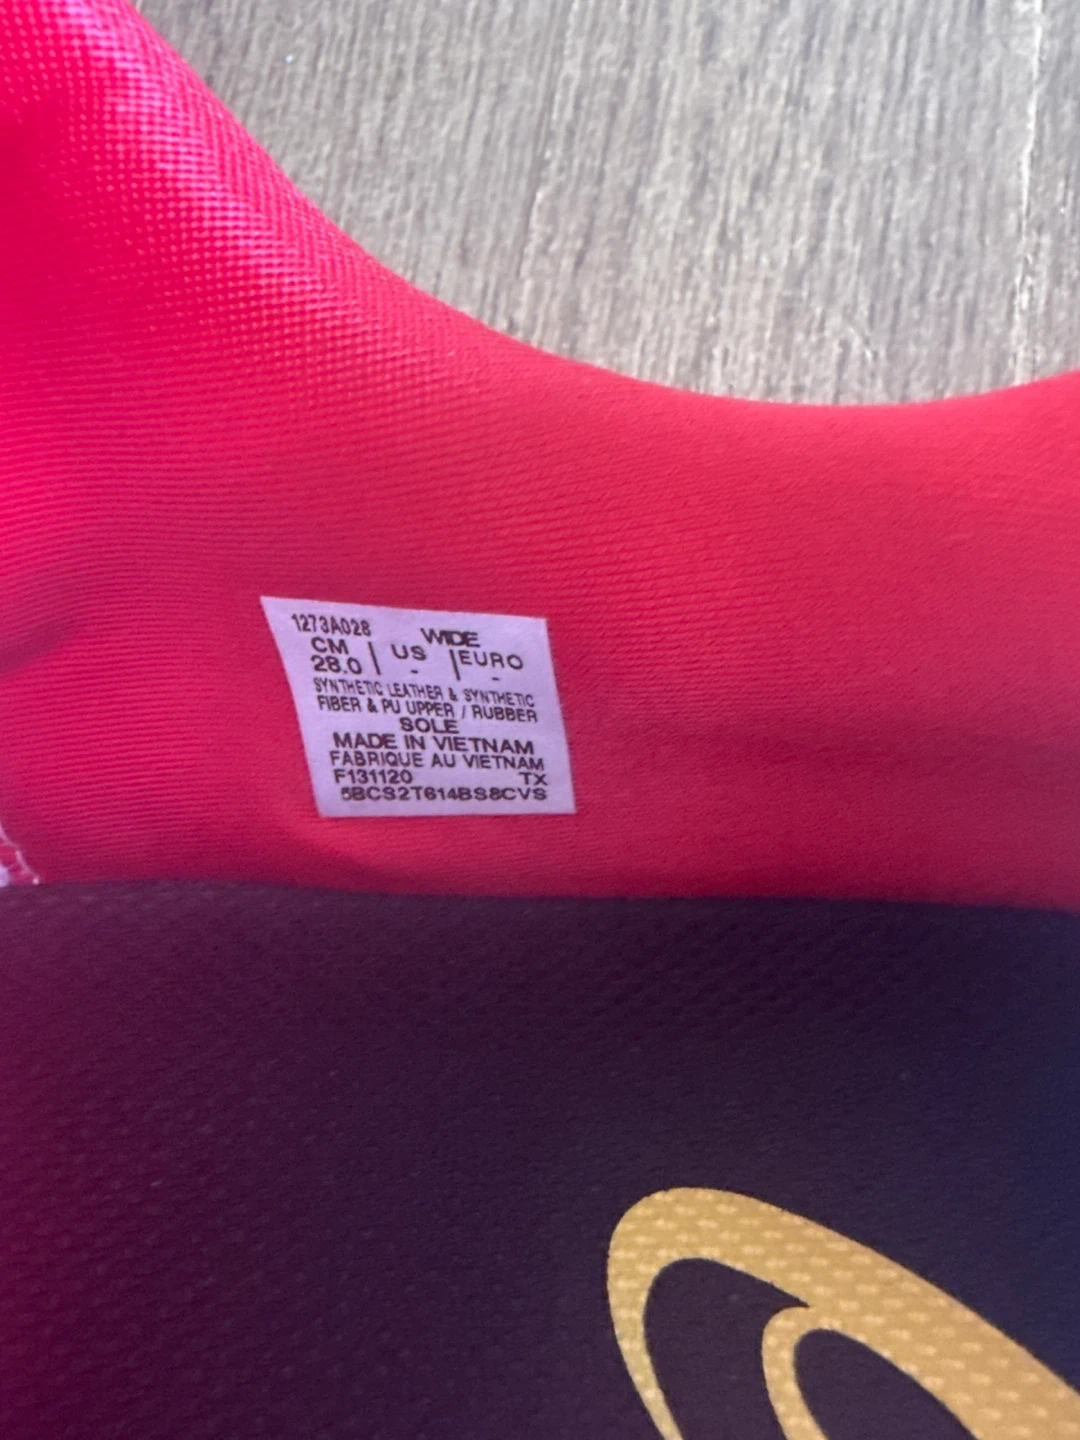 1273A028 WIDE
CM | US | EURO
28.0 - -
SYNTHETIC LEATHER & SYNTHETIC
FIBER & PU UPPER / RUBBER
SOLE
MADE IN VIETNAM
FABRIQUE AU VIETNAM
F131120 TX
5BCS2T614BS8CVS